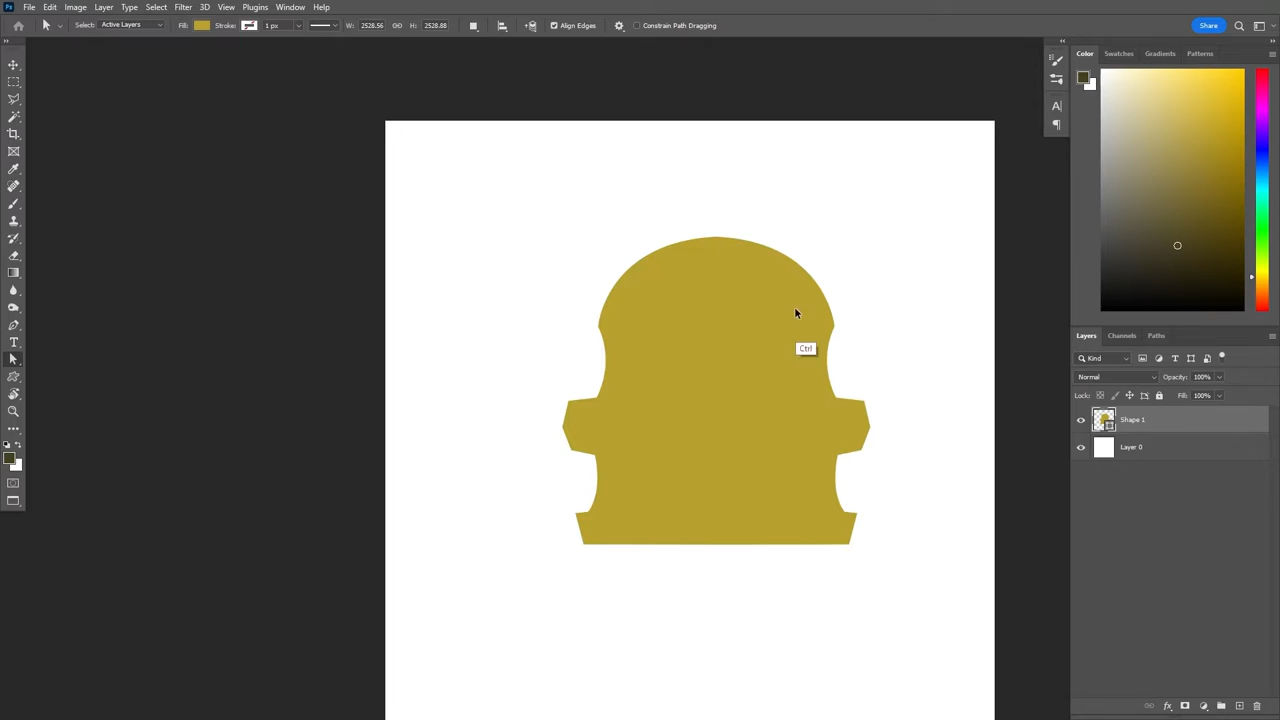 Ps File Edit Image Layer Type Select Filter 3D View Plugins Window Help
Select: Active Layers Fill: Stroke: 1 px W: 2528.56 H: 2528.88 Align Edges Constrain Path Dragging Share
Color Swatches Gradients Patterns
Ctrl
Layers Channels Paths
Kind
Normal Opacity: 100%
Lock: Fill: 100%
Shape 1
Layer 0
fx